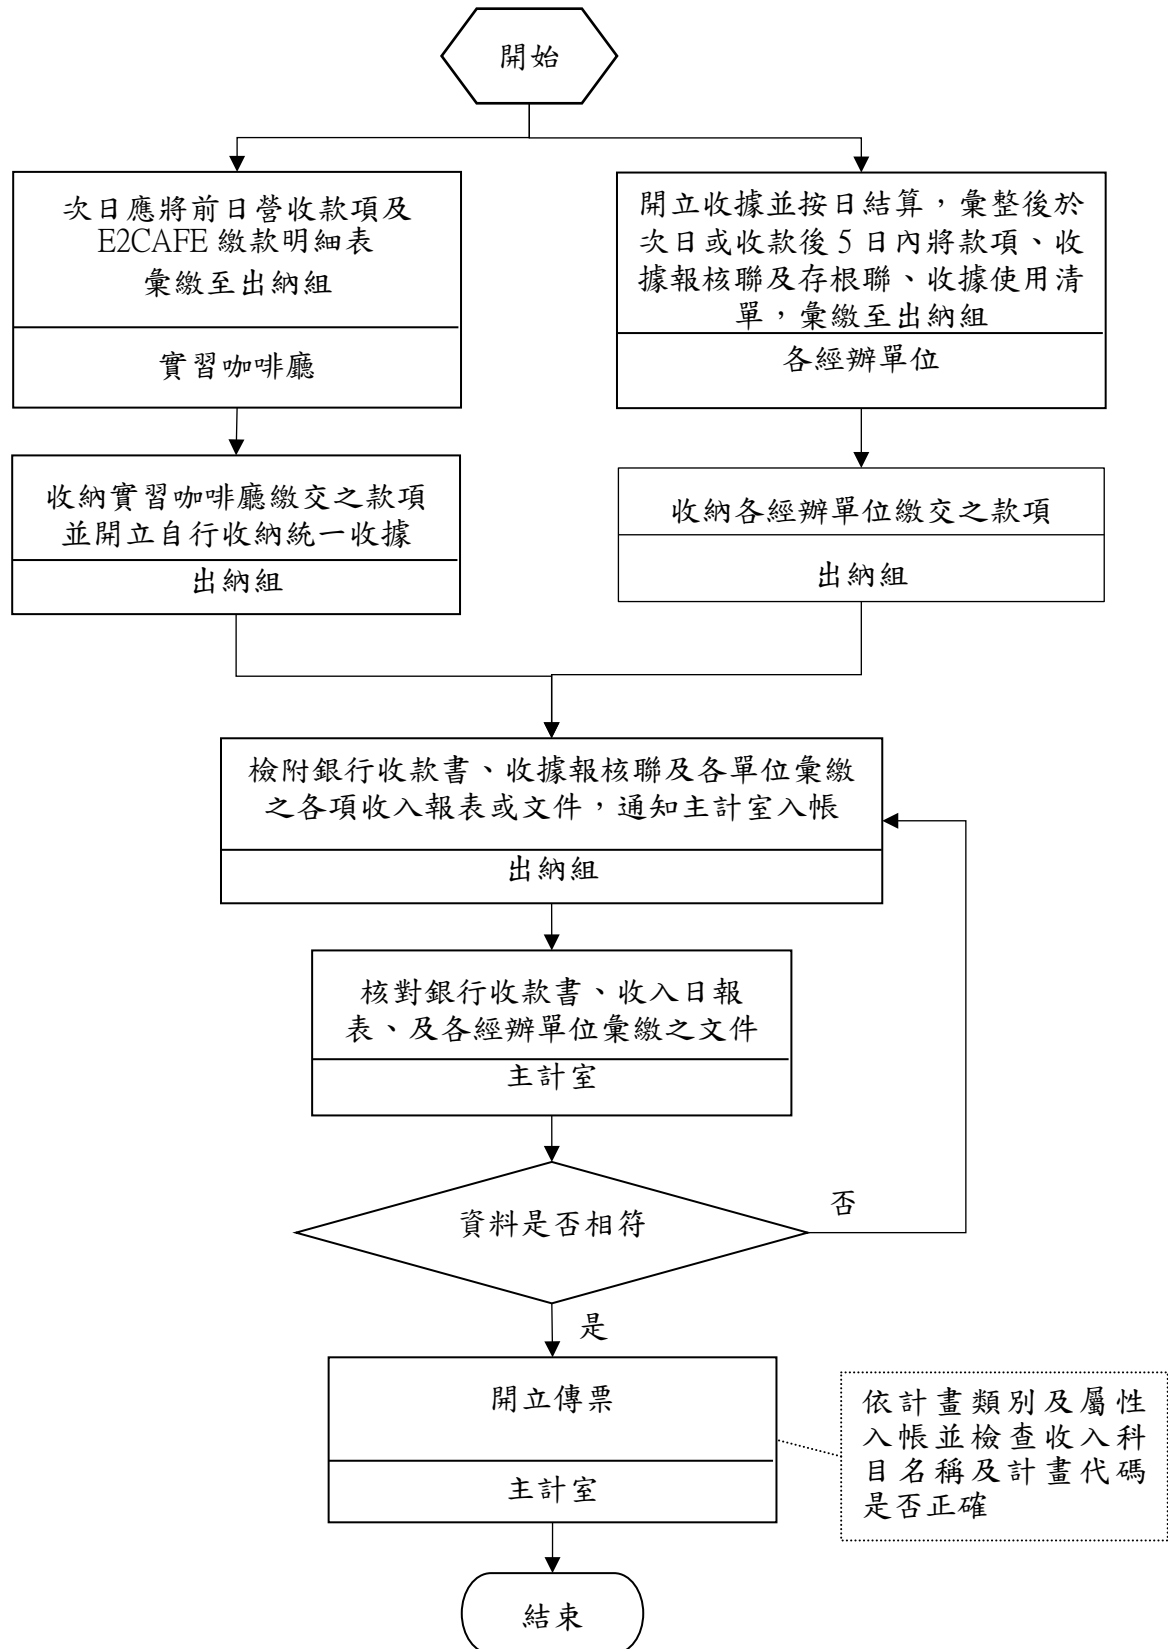 開始
次日應將前日營收款項及
E2CAFE 繳款明細表
彙繳至出納組
實習咖啡廳
開立收據並按日結算，彙整後於
次日或收款後 5 日內將款項、收
據報核聯及存根聯、收據使用清
單，彙繳至出納組
各經辦單位
收納實習咖啡廳繳交之款項
並開立自行收納統一收據
出納組
收納各經辦單位繳交之款項
出納組
檢附銀行收款書、收據報核聯及各單位彙繳
之各項收入報表或文件，通知主計室入帳
出納組
核對銀行收款書、收入日報
表、及各經辦單位彙繳之文件
主計室
資料是否相符
否
是
開立傳票
主計室
依計畫類別及屬性
入帳並檢查收入科
目名稱及計畫代碼
是否正確
結束